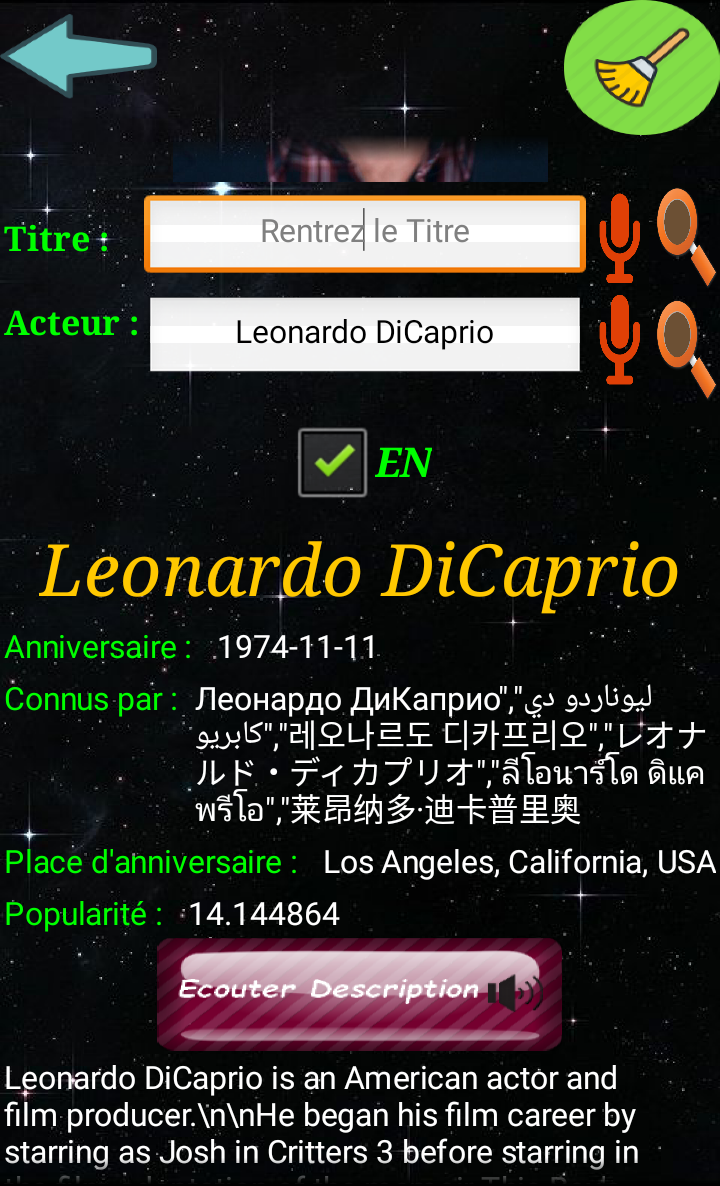 Titre :
Rentrez le Titre
Acteur :
Leonardo DiCaprio
EN
Leonardo DiCaprio
Anniversaire : 1974-11-11
Connus par : Леонардо ДиКаприо","ليوناردو دي
كابريو","레오나르도 디카프리오","レオナ
ルド・ディカプリオ","ลีโอนาร์โด ดิแค
พรีโอ","莱昂纳多·迪卡普里奥
Place d'anniversaire : Los Angeles, California, USA
Popularité : 14.144864
Ecouter Description
Leonardo DiCaprio is an American actor and
film producer.\n\nHe began his film career by
starring as Josh in Critters 3 before starring in